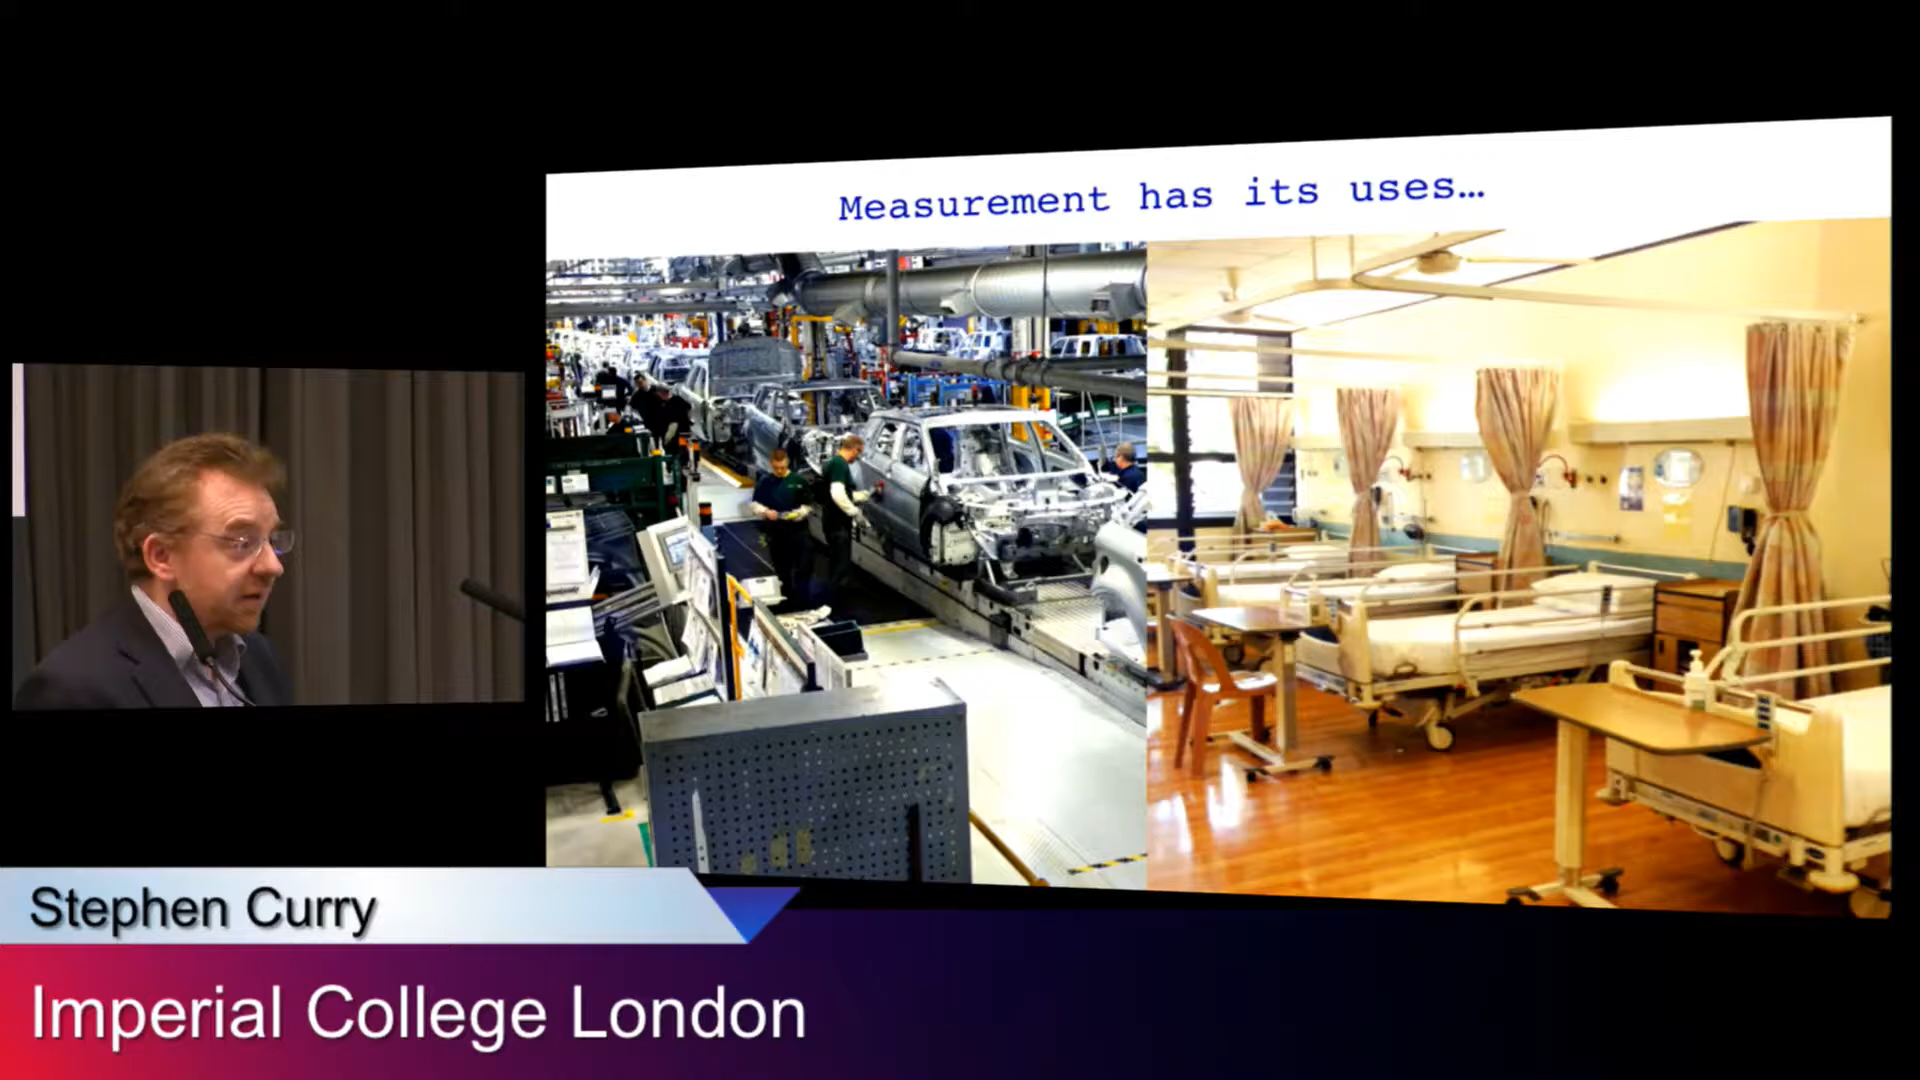 Measurement has its uses…
Stephen Curry
Imperial College London